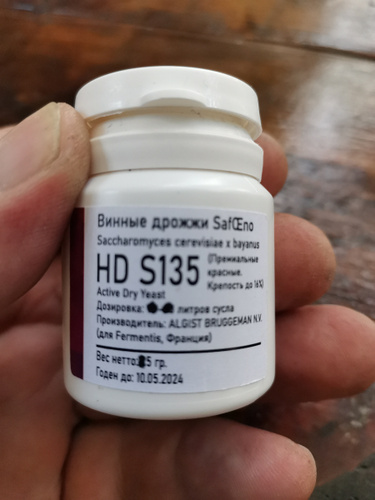 Винные дрожжи SafŒno
Saccharomyces cerevisiae x bayanus
HD S135 (Премиальные
красные.
Крепость до 16%)
Active Dry Yeast
Дозировка: литров сусла
Производитель: ALGIST BRUGGEMAN N.V.
(для Fermentis, Франция)
Вес нетто: 5 гр.
Годен до: 10.05.2024